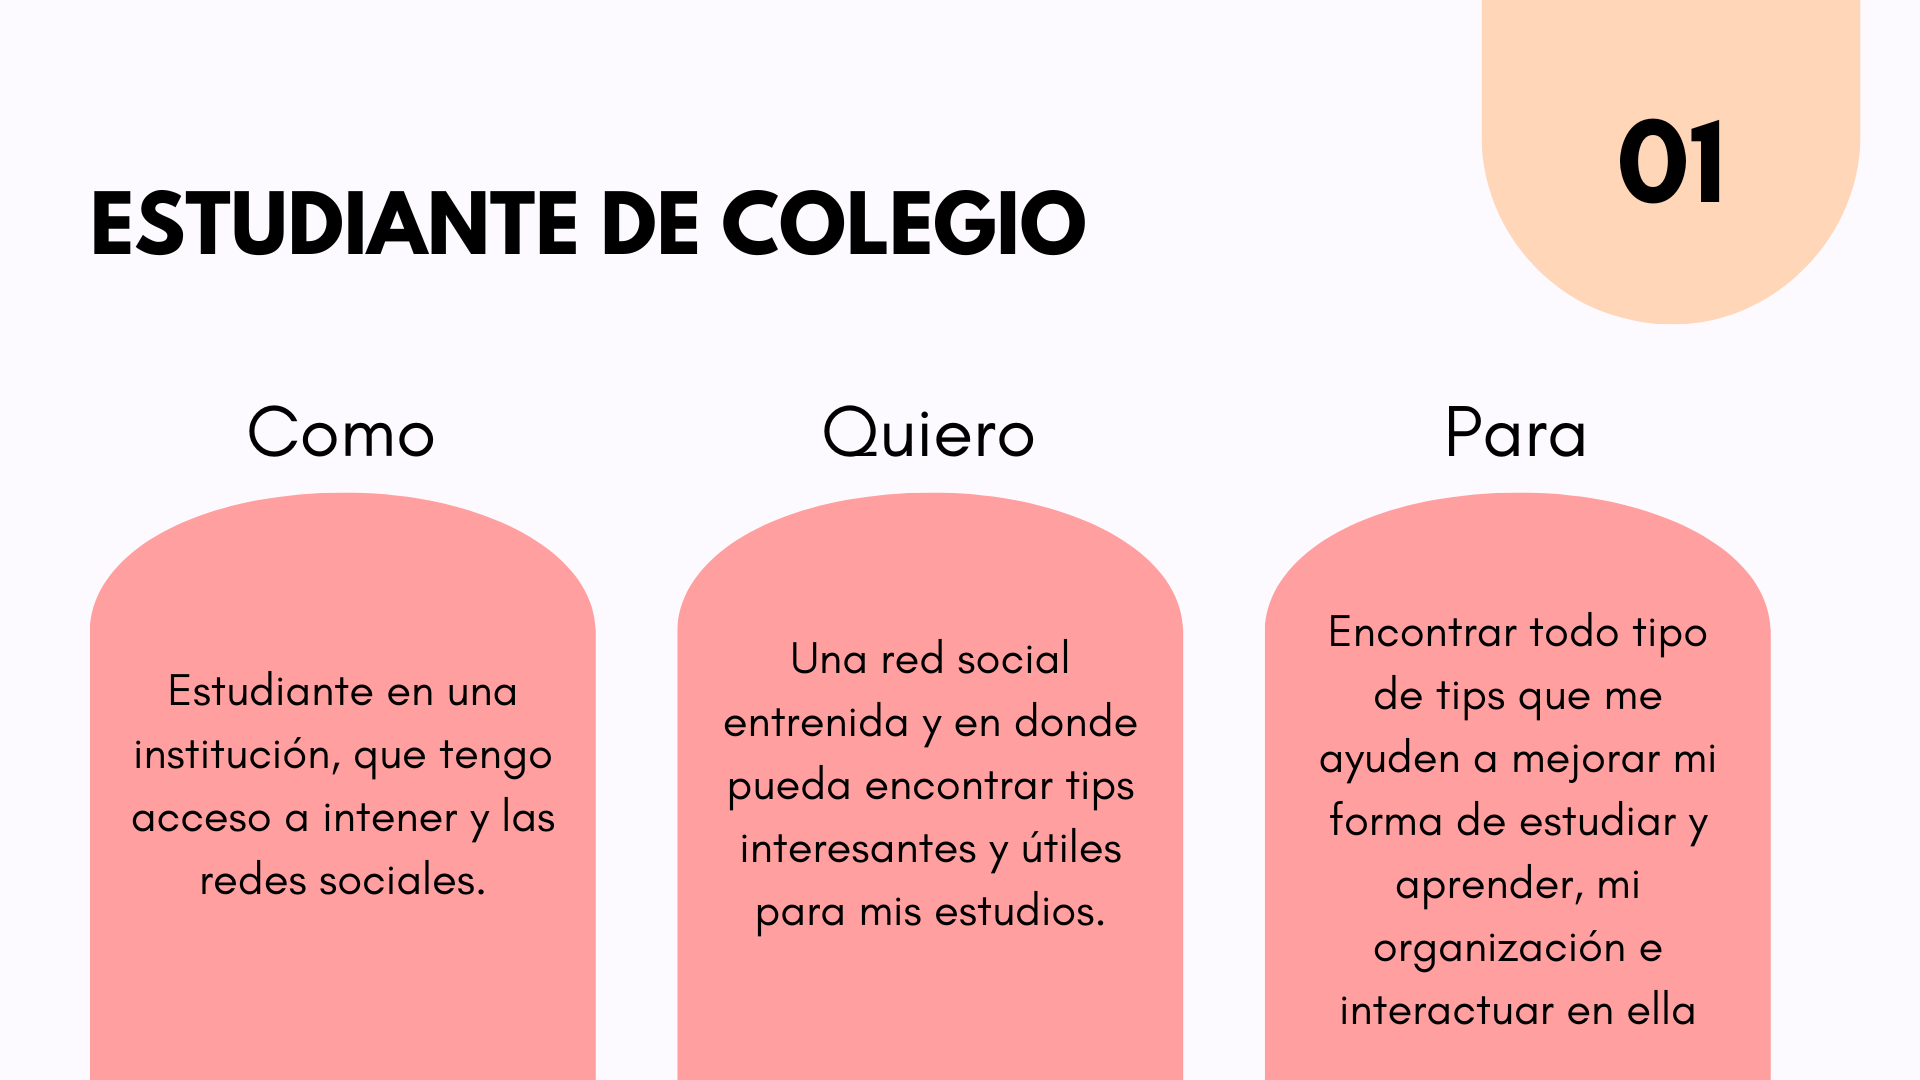 01
ESTUDIANTE DE COLEGIO
Como
Estudiante en una
institución, que tengo
acceso a intener y las
redes sociales.
Quiero
Una red social
entrenida y en donde
pueda encontrar tips
interesantes y útiles
para mis estudios.
Para
Encontrar todo tipo
de tips que me
ayuden a mejorar mi
forma de estudiar y
aprender, mi
organización e
interactuar en ella